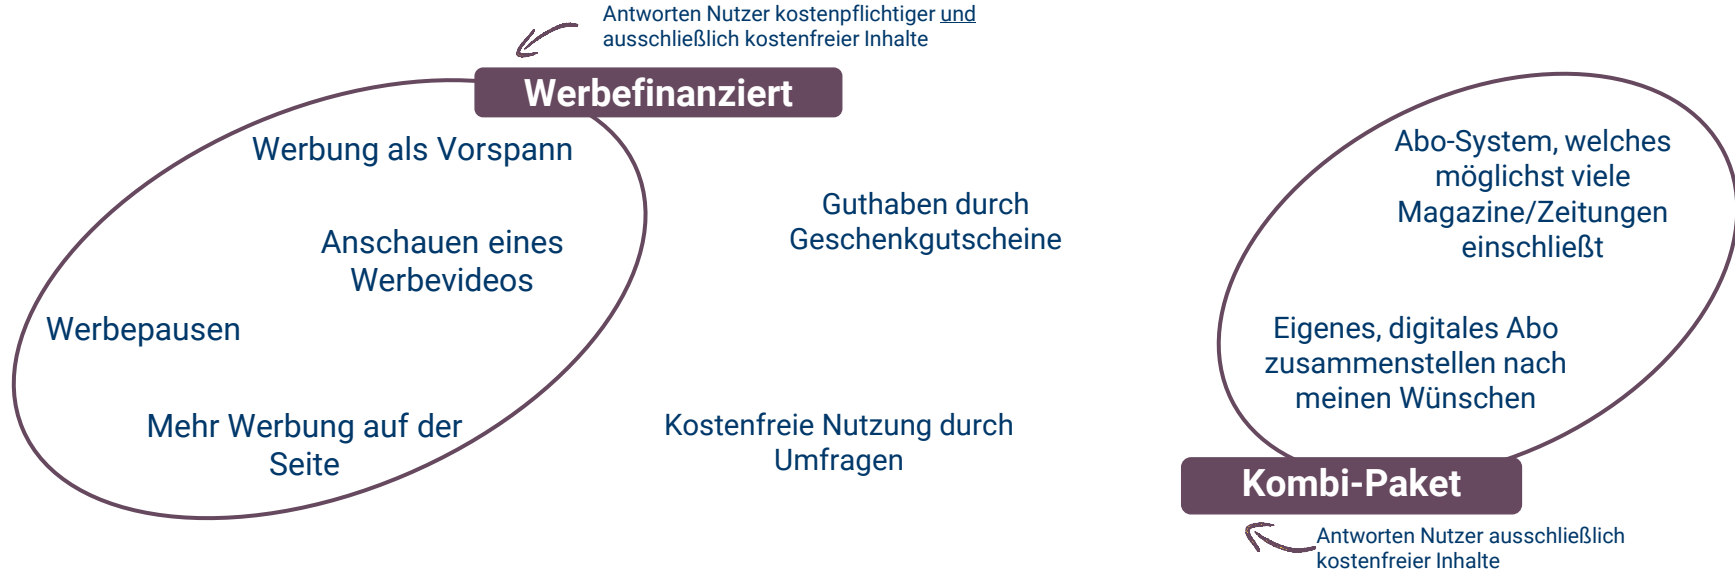 Antworten Nutzer kostenpflichtiger und
ausschließlich kostenfreier Inhalte
Werbefinanziert
Werbung als Vorspann
Anschauen eines
Werbevideos
Werbepausen
Mehr Werbung auf der
Seite
Guthaben durch
Geschenkgutscheine
Kostenfreie Nutzung durch
Umfragen
Abo-System, welches
möglichst viele
Magazine/Zeitungen
einschließt
Eigenes, digitales Abo
zusammenstellen nach
meinen Wünschen
Kombi-Paket
Antworten Nutzer ausschließlich
kostenfreier Inhalte